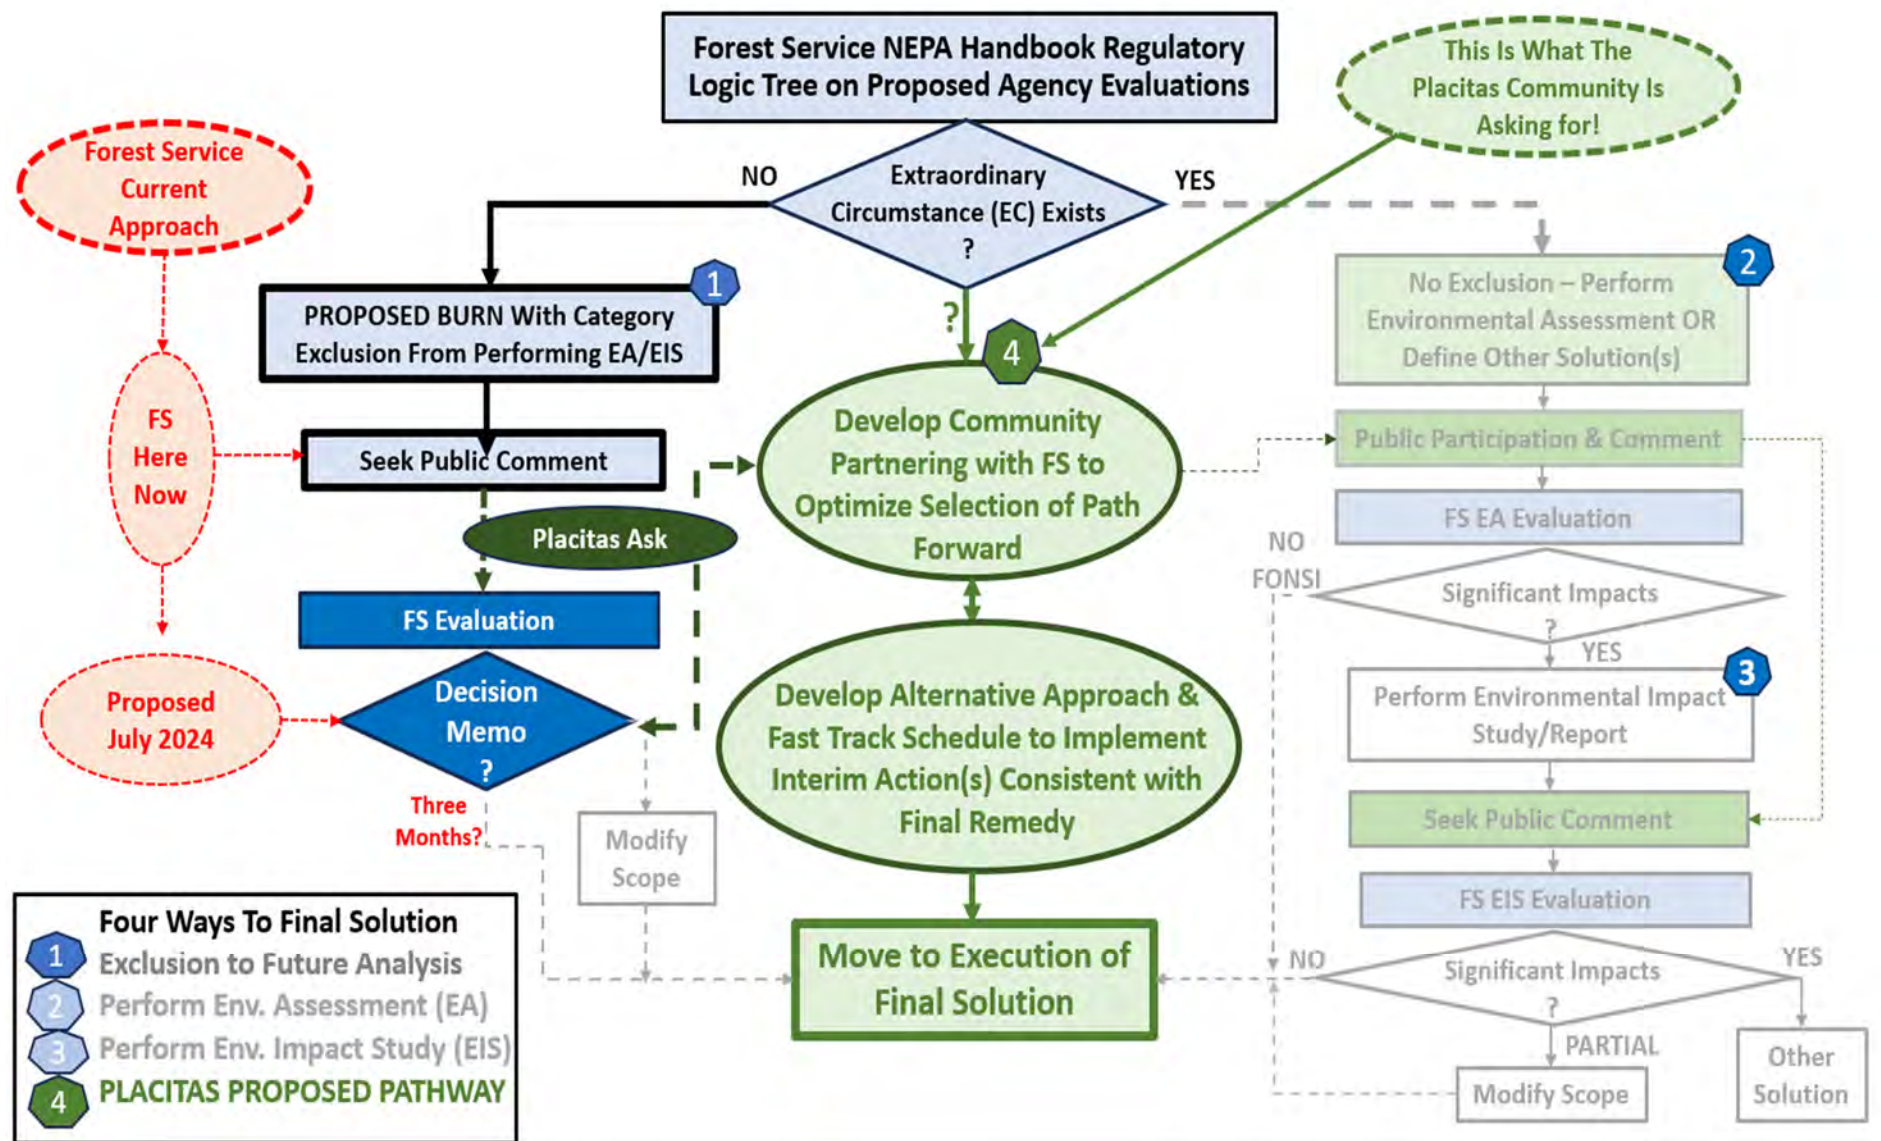 Forest Service NEPA Handbook Regulatory
Logic Tree on Proposed Agency Evaluations
This Is What The
Placitas Community Is
Asking for!
Forest Service
Current
Approach
NO
Extraordinary
Circumstance (EC) Exists
?
YES
1
PROPOSED BURN With Category
Exclusion From Performing EA/EIS
2
No Exclusion – Perform
Environmental Assessment OR
Define Other Solution(s)
?
4
FS
Here
Now
Seek Public Comment
Develop Community
Partnering with FS to
Optimize Selection of Path
Forward
Public Participation & Comment
Placitas Ask
FS EA Evaluation
NO
FONSI
Significant Impacts
?
YES
FS Evaluation
3
Perform Environmental Impact
Study/Report
Proposed
July 2024
Decision
Memo
?
Develop Alternative Approach &
Fast Track Schedule to Implement
Interim Action(s) Consistent with
Final Remedy
Three
Months?
Modify
Scope
Seek Public Comment
FS EIS Evaluation
NO
Significant Impacts
?
YES
PARTIAL
Move to Execution of
Final Solution
Modify Scope
Other
Solution
Four Ways To Final Solution
1 Exclusion to Future Analysis
2 Perform Env. Assessment (EA)
3 Perform Env. Impact Study (EIS)
4 PLACITAS PROPOSED PATHWAY